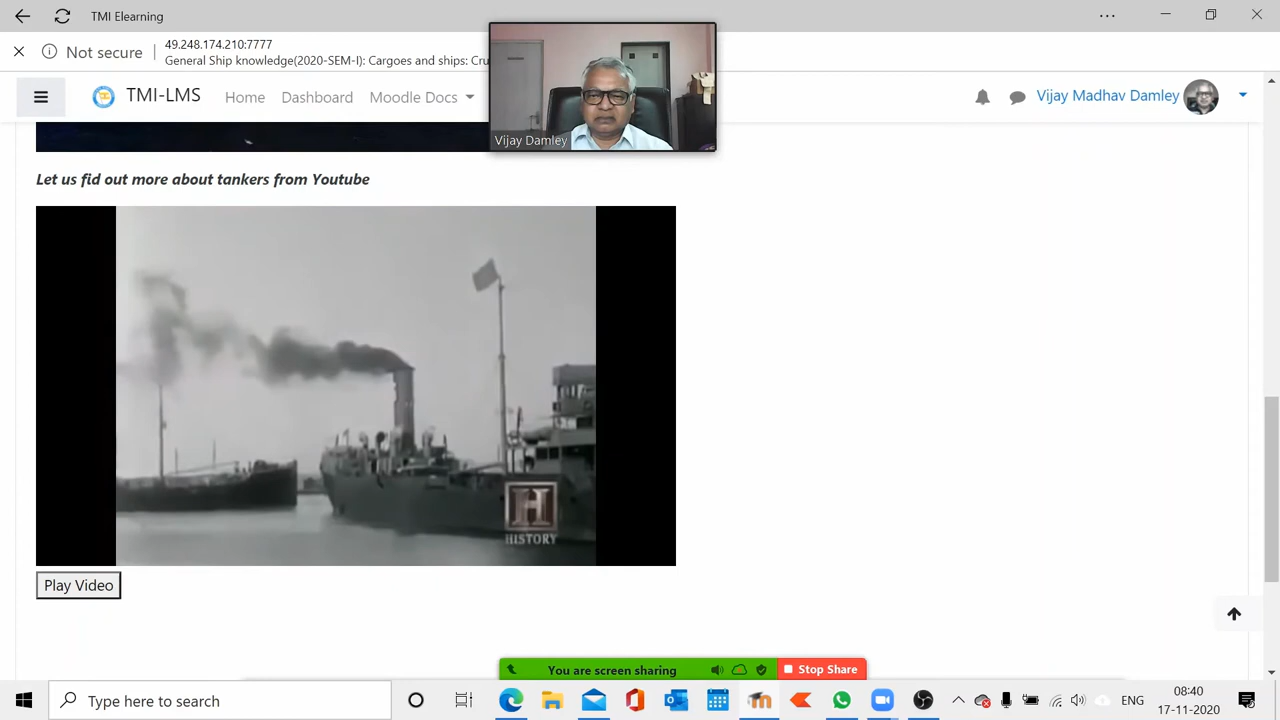 TMI Elearning
Not secure
49.248.174.210:7777
General Ship knowledge(2020-SEM-I): Cargoes and ships: Cru
TMI-LMS
Home
Dashboard
Moodle Docs
Vijay Madhav Damley
Vijay Damley
Let us fid out more about tankers from Youtube
H
HISTORY
Play Video
You are screen sharing
Stop Share
Type here to search
ENG
08:40
17-11-2020